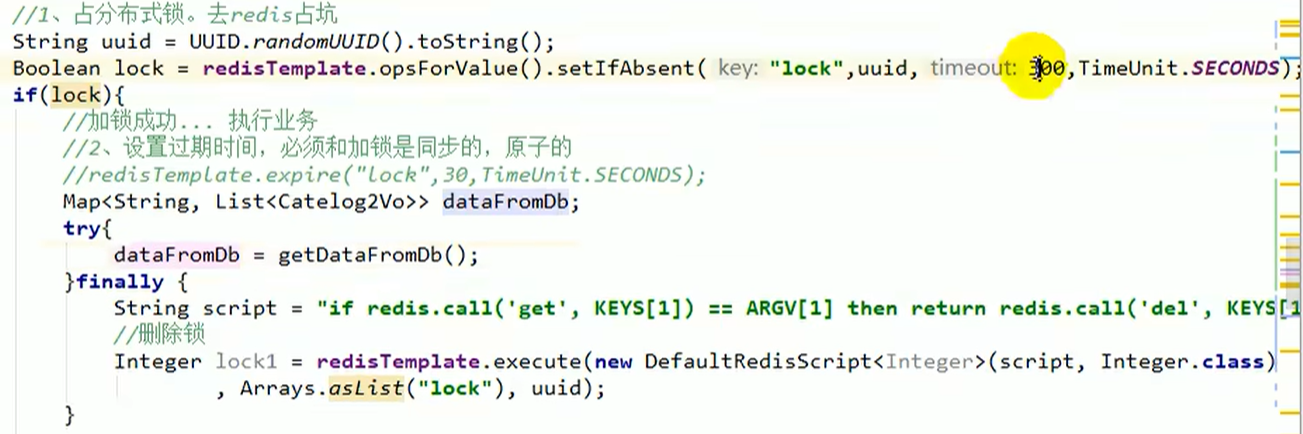 //1、占分布式锁。去redis占坑
String uuid = UUID.randomUUID().toString();
Boolean lock = redisTemplate.opsForValue().setIfAbsent( key: "lock",uuid, timeout: 300,TimeUnit.SECONDS);
if(lock){
//加锁成功... 执行业务
//2、设置过期时间，必须和加锁是同步的，原子的
//redisTemplate.expire("lock",30,TimeUnit.SECONDS);
Map<String, List<Catelog2Vo>> dataFromDb;
try{
dataFromDb = getDataFromDb();
}finally {
String script = "if redis.call('get', KEYS[1]) == ARGV[1] then return redis.call('del', KEYS[1
//删除锁
Integer lock1 = redisTemplate.execute(new DefaultRedisScript<Integer>(script, Integer.class)
, Arrays.asList("lock"), uuid);
}